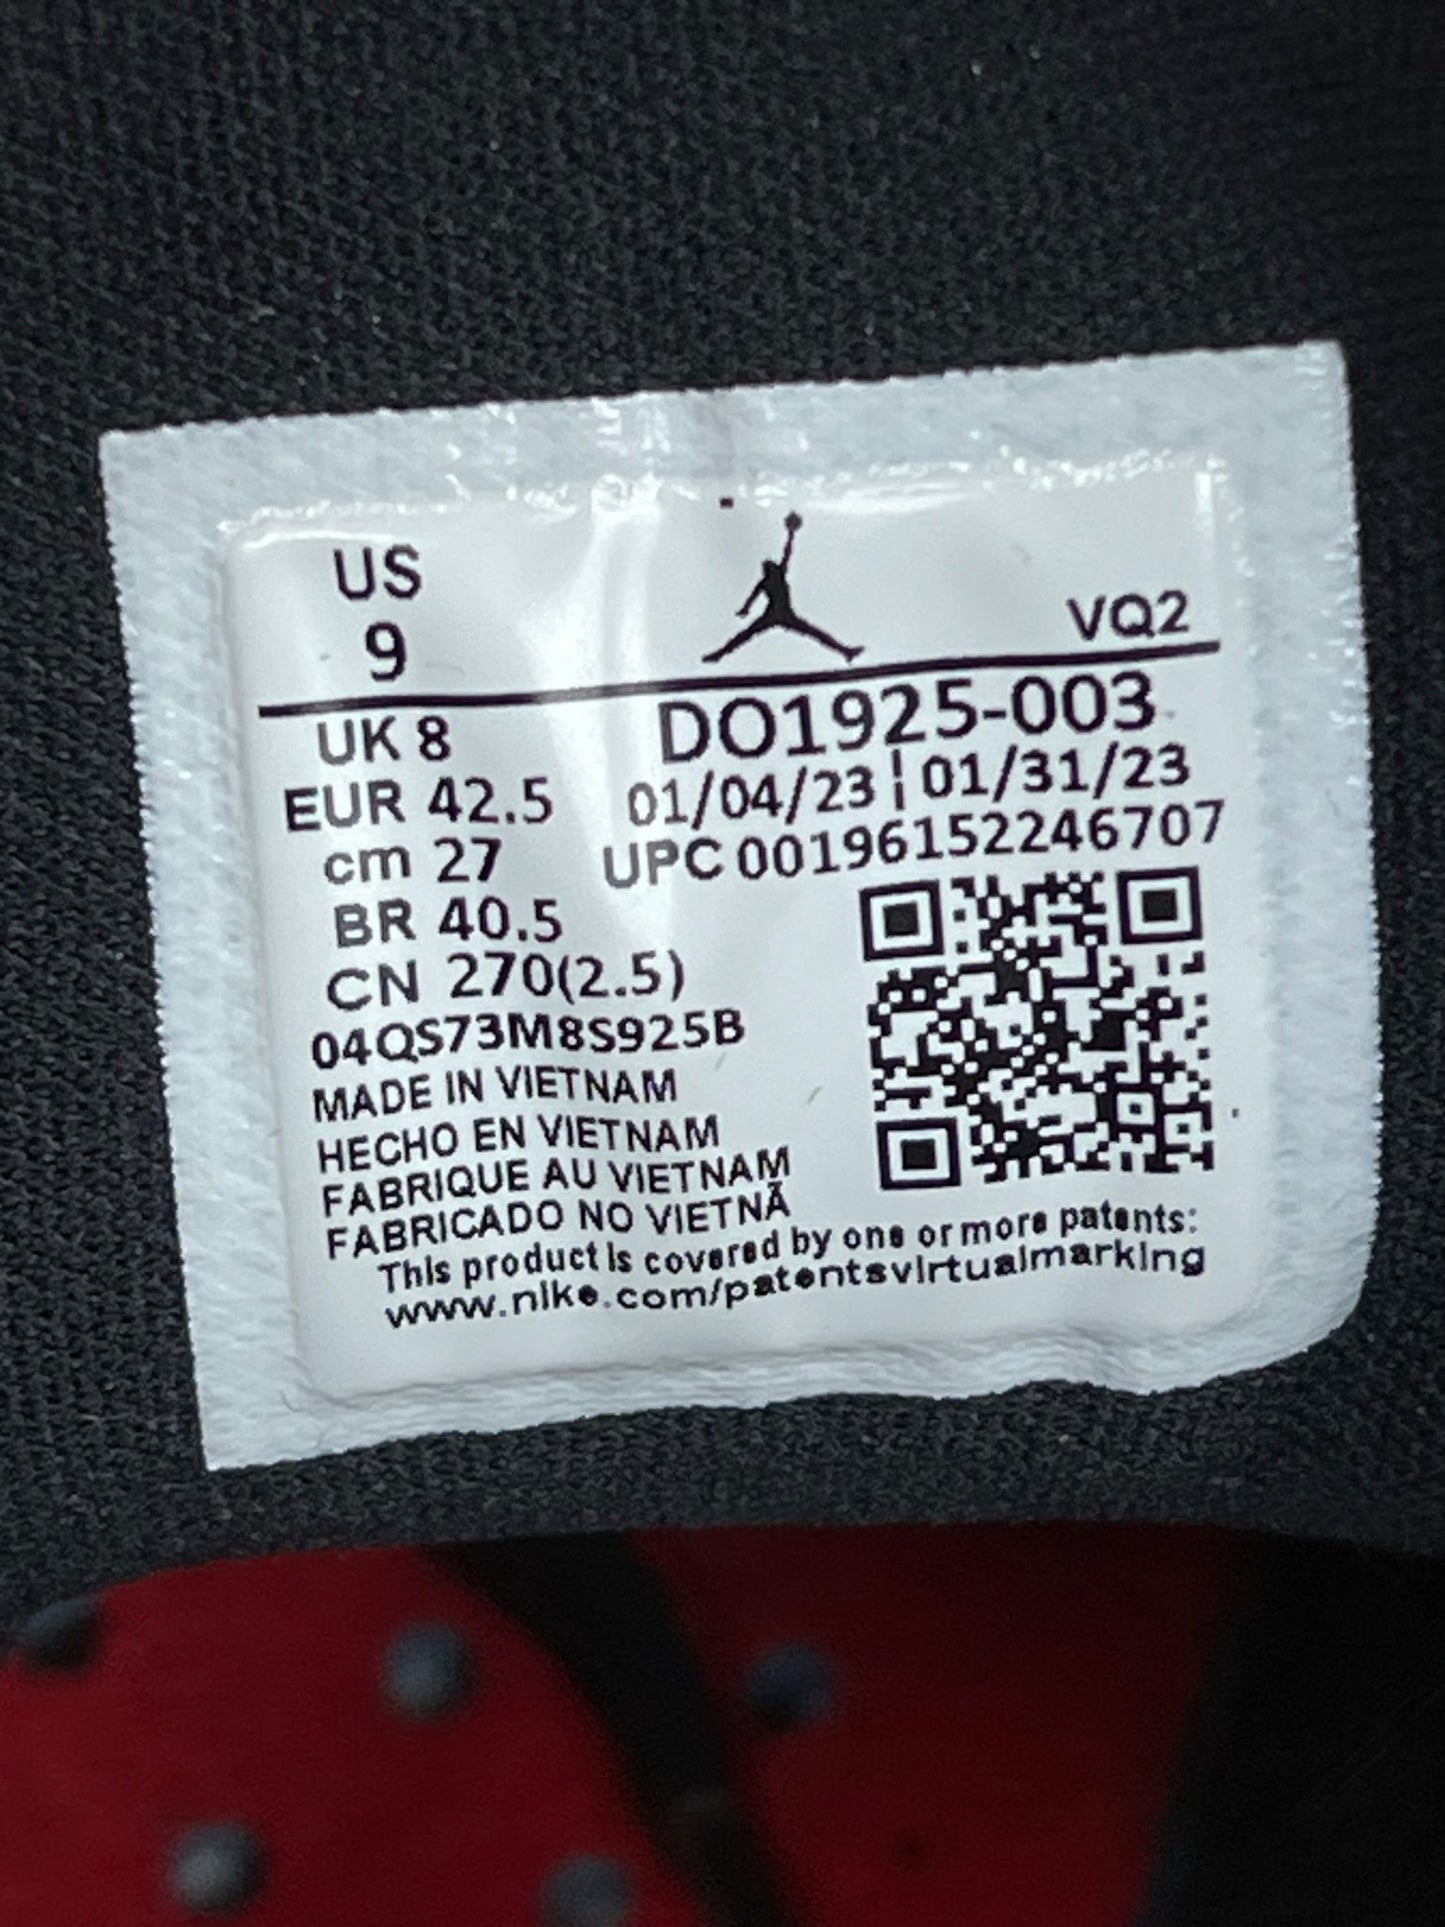 US
9
VQ2
UK 8
DO1925-003
EUR 42.5
01/04/23 ¦ 01/31/23
cm 27
UPC 00196152246707
BR 40.5
CN 270(2.5)
04QS73M8S925B
MADE IN VIETNAM
HECHO EN VIETNAM
FABRIQUE AU VIETNAM
FABRICADO NO VIETNÃ
This product is covered by one or more patents:
www.nike.com/patentsvirtualmarking